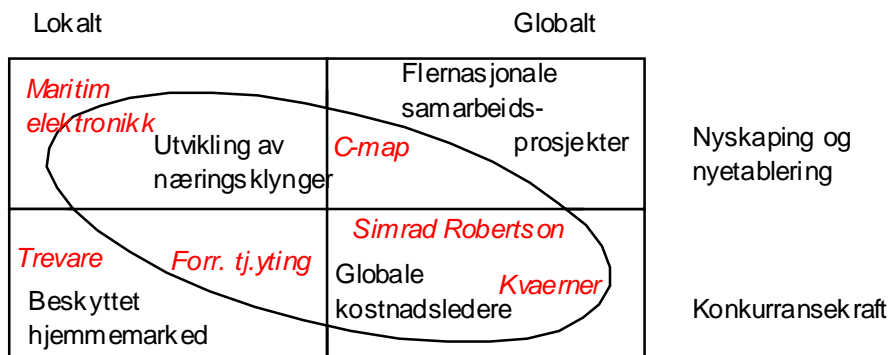 Lokalt
Globalt
Maritim
elektronikk
Utvikling av
næringsklynger
Flernasjonale
samarbeids-
prosjekter
C-map
Nyskaping og
nyetablering
Trevare
Forr. tj.yting
Beskyttet
hjemmemarked
Simrad Robertson
Globale
kostnadsledere
Kvaerner
Konkurransekraft